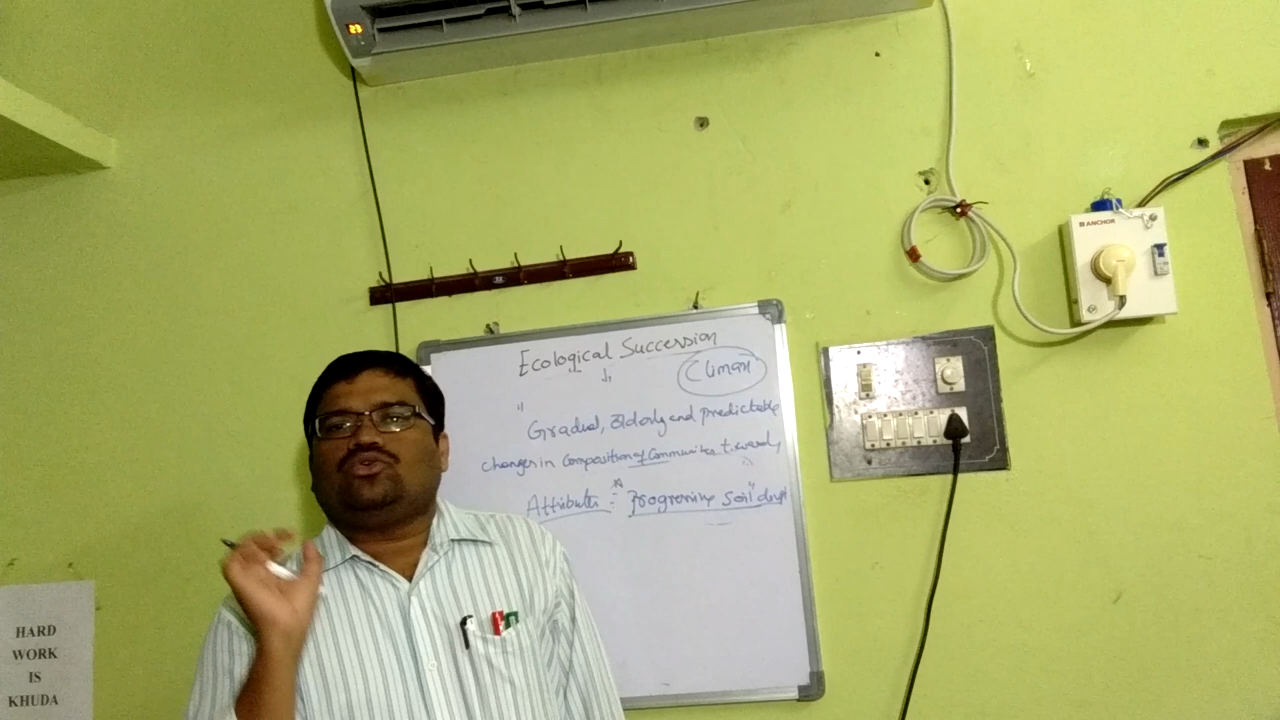 23
ANCHOR
Ecological Succession
Climax
"Gradual, Orderly and predictable
changes in Composition of Communities towards
Attributes :- Progressive Soil devpt
HARD
WORK
IS
KHUDA